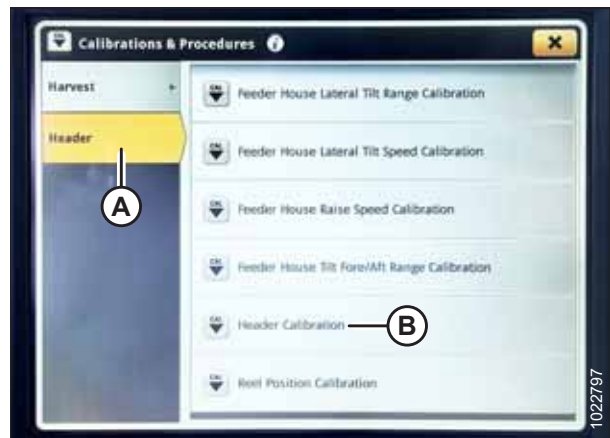 Calibrations & Procedures
Harvest
Header
A
Feeder House Lateral Tilt Range Calibration
Feeder House Lateral Tilt Speed Calibration
Feeder House Raise Speed Calibration
Feeder House Tilt Fore/Aft Range Calibration
Header Calibration
B
Reel Position Calibration
1022797